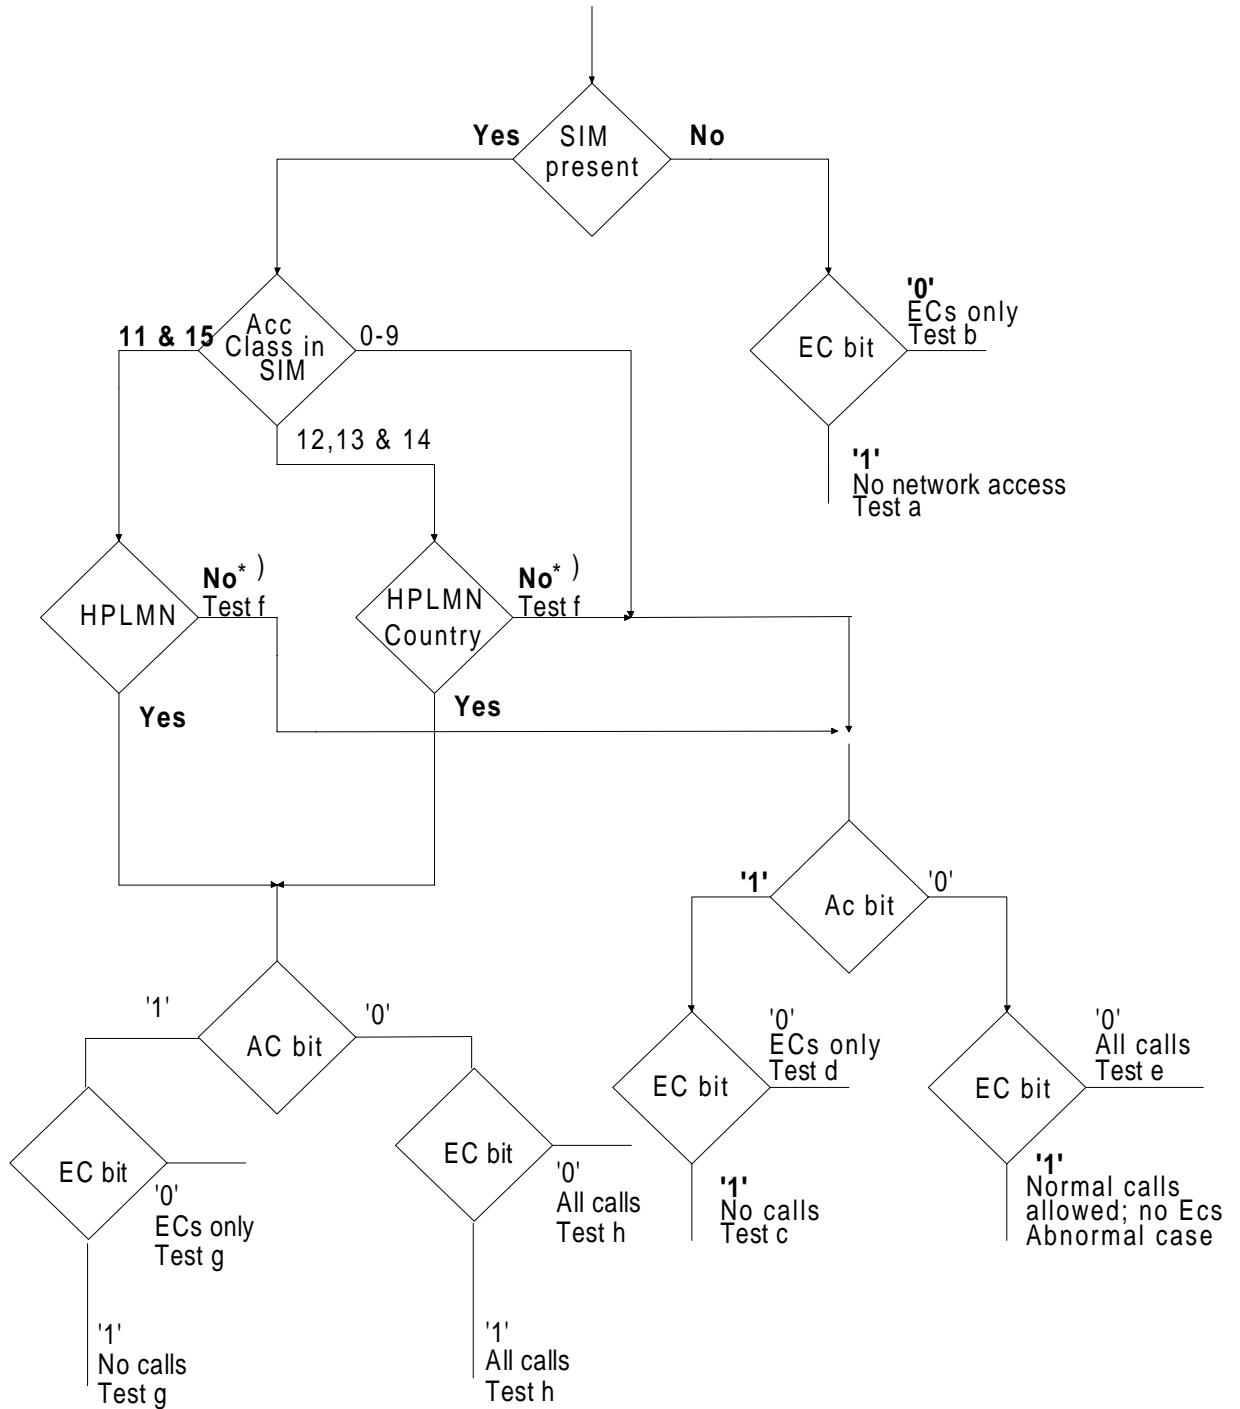 Yes
SIM
present
No
11 & 15
Acc
Class in
SIM
0-9
EC bit
'0'
ECs only
Test b
12,13 & 14
'1'
No network access
Test a
HPLMN
No* )
Test f
HPLMN
Country
No* )
Test f
Yes
Yes
'1'
Ac bit
'0'
'1'
AC bit
'0'
EC bit
'0'
ECs only
Test d
EC bit
'0'
All calls
Test e
EC bit
'0'
ECs only
Test g
EC bit
'0'
All calls
Test h
'1'
No calls
Test c
'1'
Normal calls
allowed; no Ecs
Abnormal case
'1'
No calls
Test g
'1'
All calls
Test h